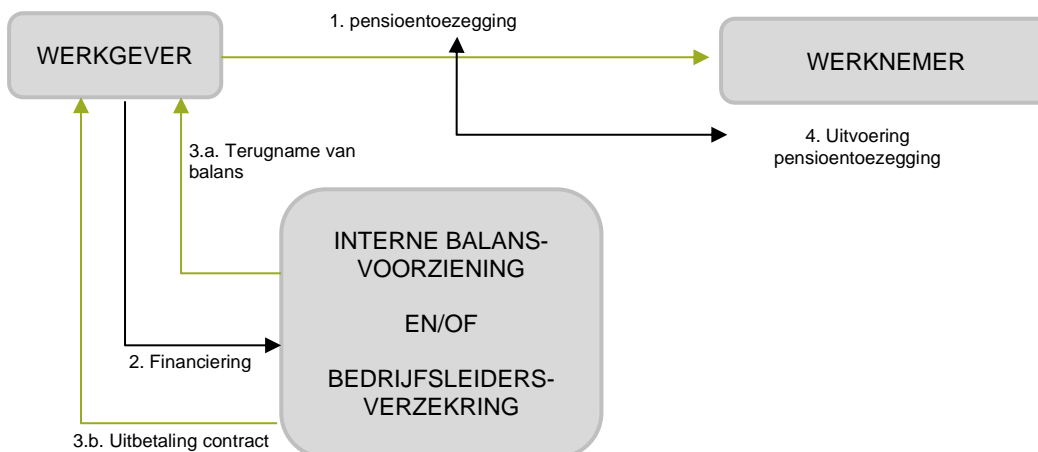 1. pensioentoezegging
WERKGEVER
WERKNEMER
3.a. Terugname van
balans
4. Uitvoering
pensioentoezegging
INTERNE BALANS-
VOORZIENING
EN/OF
BEDRIJFSLEIDERS-
VERZEKRING
2. Financiering
3.b. Uitbetaling contract